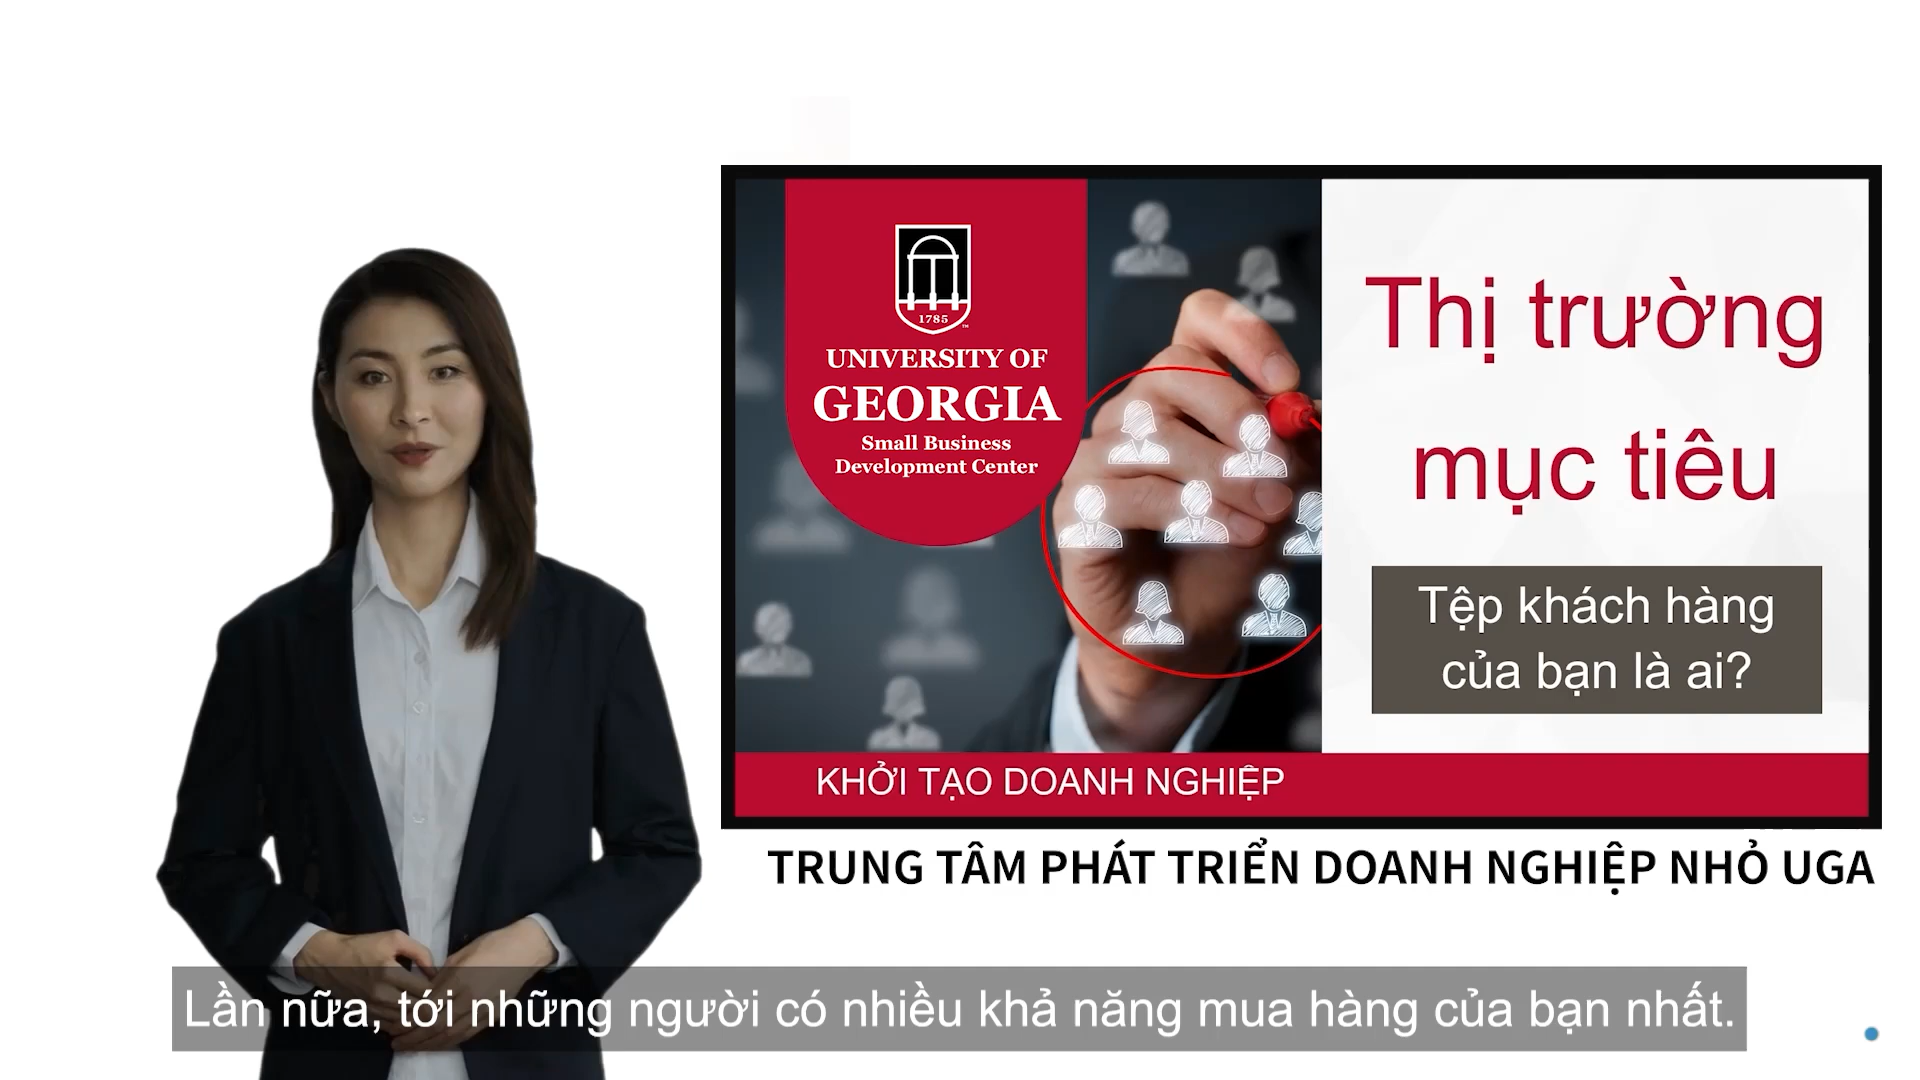 1785
UNIVERSITY OF
GEORGIA
Small Business
Development Center
Thị trường
mục tiêu
Tệp khách hàng
của bạn là ai?
KHỞI TẠO DOANH NGHIỆP
TRUNG TÂM PHÁT TRIỂN DOANH NGHIỆP NHỎ UGA
Lần nữa, tới những người có nhiều khả năng mua hàng của bạn nhất.